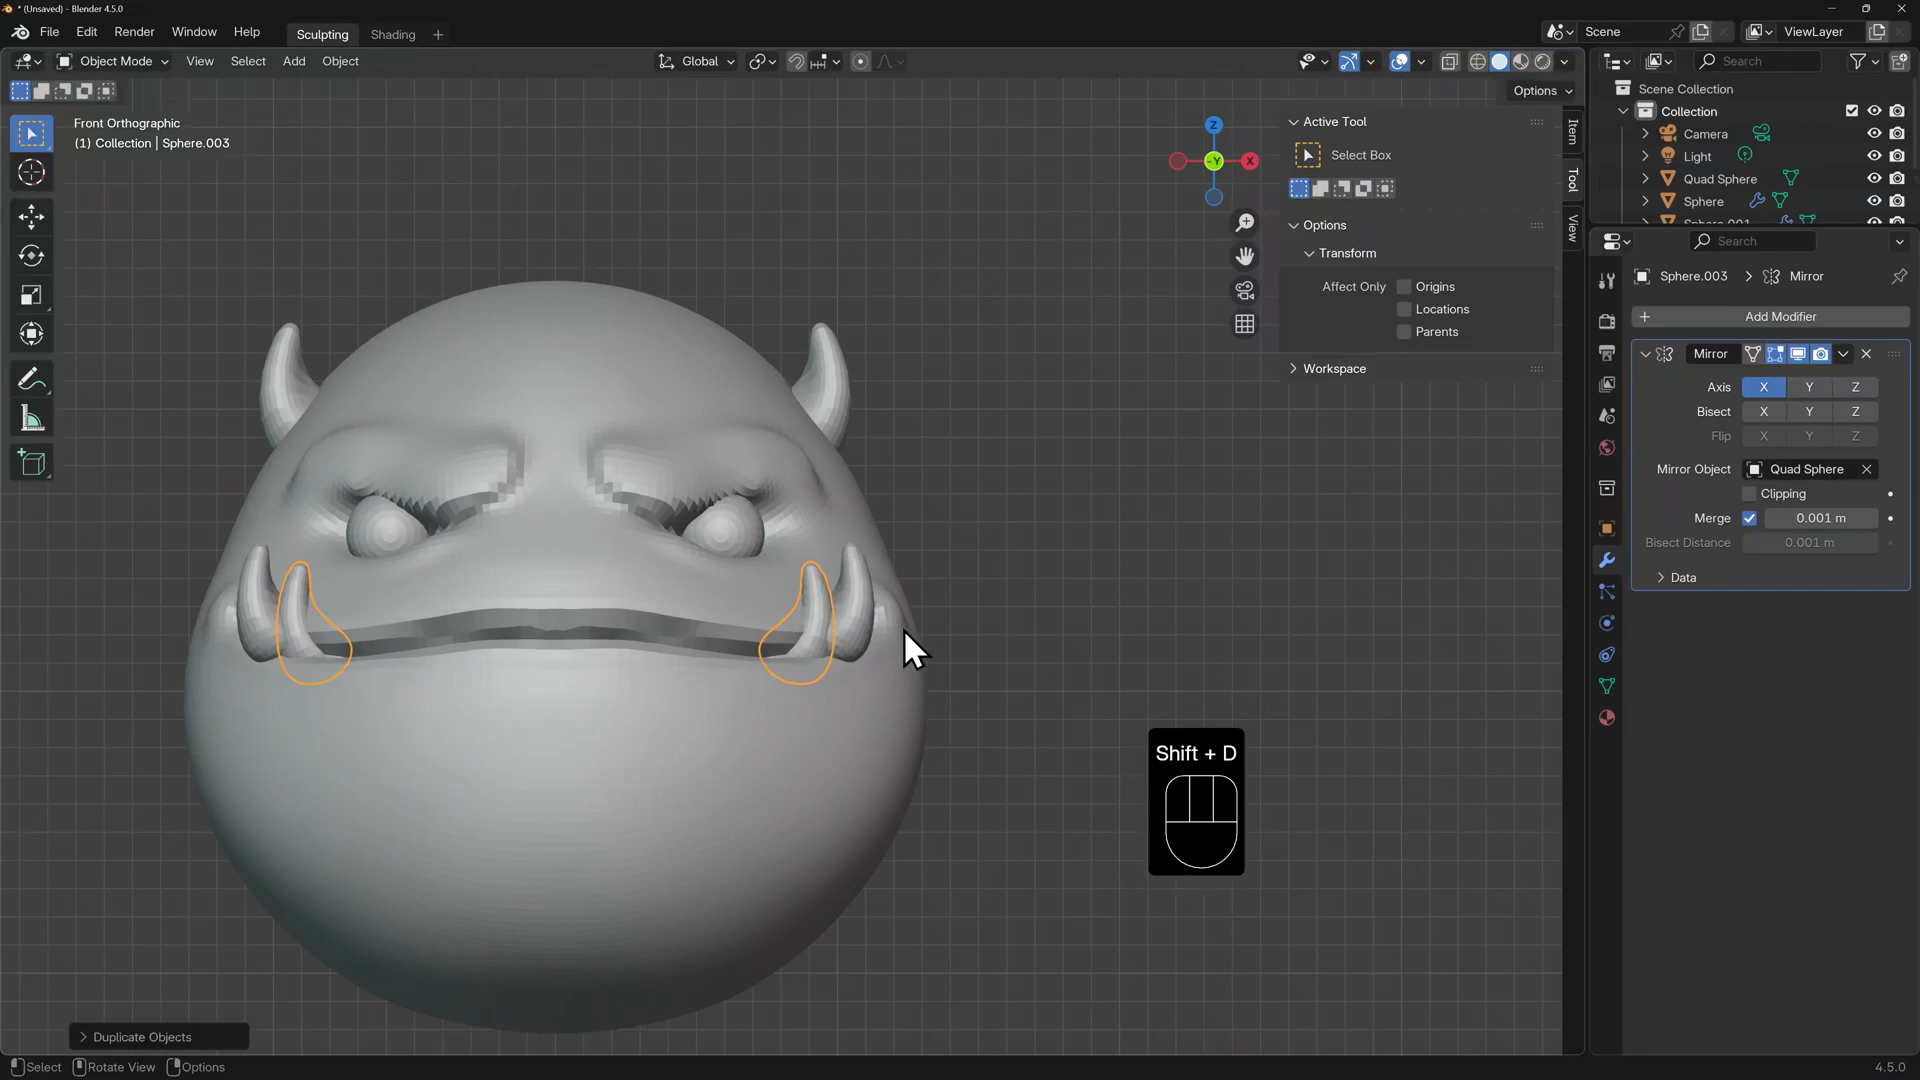 * (Unsaved) - Blender 4.5.0
File Edit Render Window Help Sculpting Shading + Scene ViewLayer
Object Mode View Select Add Object Global Search
Options
Front Orthographic
(1) Collection | Sphere.003
Z
-Y
X
Active Tool
Select Box
Options
Transform
Affect Only Origins
Locations
Parents
Workspace
Item
Tool
View
Scene Collection
Collection
Camera
Light
Quad Sphere
Sphere
Sphere.001
Search
Sphere.003 > Mirror
+ Add Modifier
Mirror
Axis X Y Z
Bisect X Y Z
Flip X Y Z
Mirror Object Quad Sphere
Clipping
Merge 0.001 m
Bisect Distance 0.001 m
Data
Shift + D
Duplicate Objects
Select Rotate View Options 4.5.0